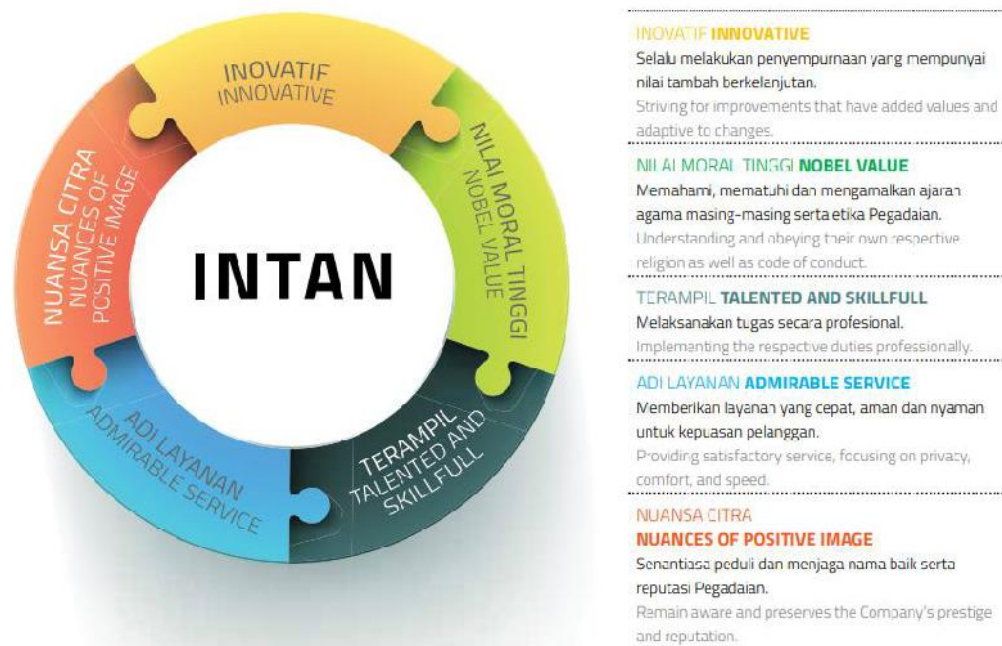 INOVATIF
INNOVATIVE
NILAI MORAL TINGGI
NOBEL VALUE
TERAMPIL
TALENTED AND
SKILLFULL
ADI LAYANAN
ADMIRABLE SERVICE
NUANSA CITRA
NUANCES OF
POSITIVE IMAGE
INTAN
INOVATIF INNOVATIVE
Selalu melakukan penyempurnaan yang mempunyai
nilai tambah berkelanjutan.
Striving for improvements that have added values and
adaptive to changes.
NILAI MORAL TINGGI NOBEL VALUE
Memahami, mematuhi dan mengamalkan ajaran
agama masing-masing serta etika Pegadaian.
Understanding and obeying their own respective
religion as well as code of conduct.
TERAMPIL TALENTED AND SKILLFULL
Melaksanakan tugas secara profesional.
Implementing the respective duties professionally.
ADI LAYANAN ADMIRABLE SERVICE
Memberikan layanan yang cepat, aman dan nyaman
untuk kepuasan pelanggan.
Providing satisfactory service, focusing on privacy,
comfort, and speed.
NUANSA CITRA
NUANCES OF POSITIVE IMAGE
Senantiasa peduli dan menjaga nama baik serta
reputasi Pegadaian.
Remain aware and preserves the Company's prestige
and reputation.